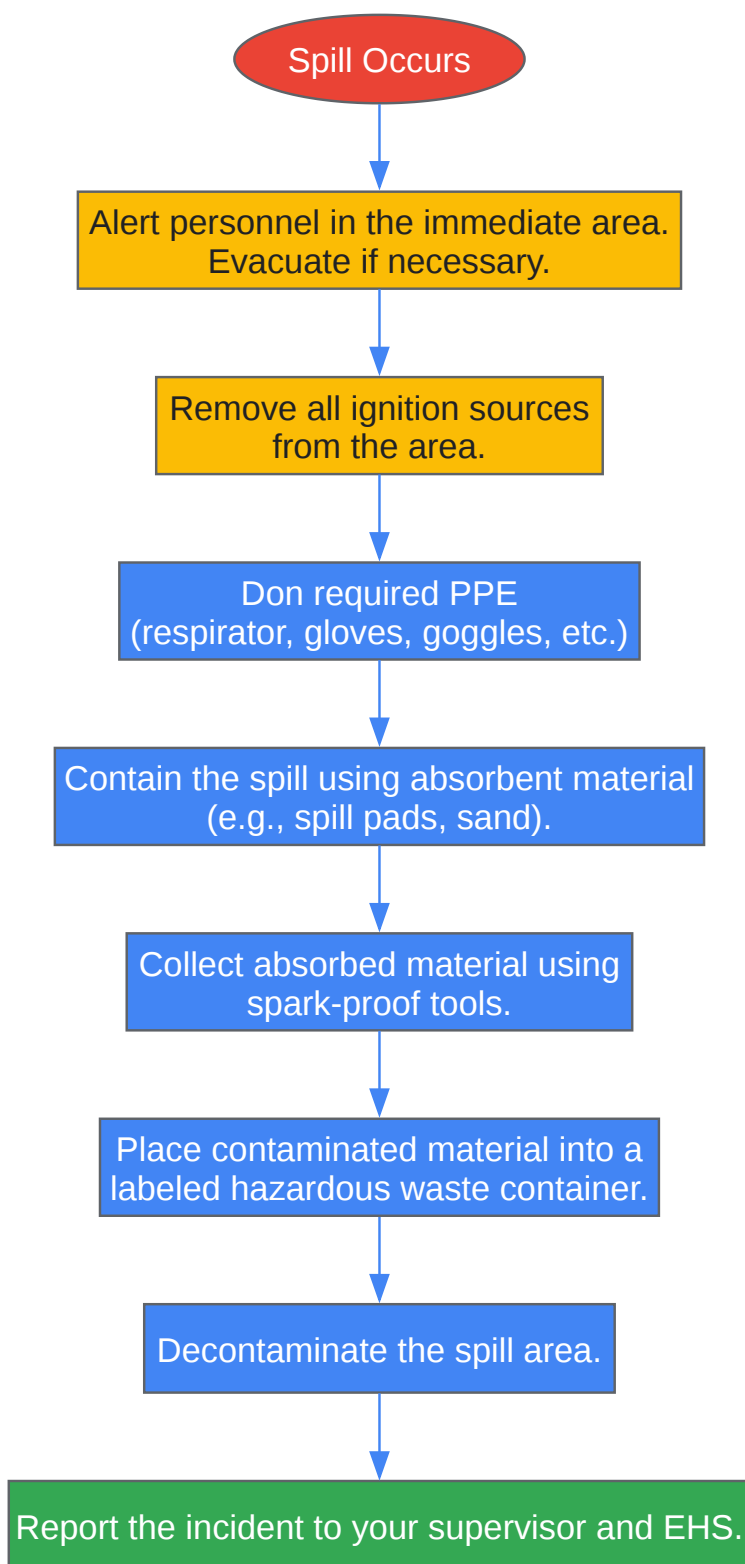 Spill Occurs
Alert personnel in the immediate area.
Evacuate if necessary.
Remove all ignition sources
from the area.
Don required PPE
(respirator, gloves, goggles, etc.)
Contain the spill using absorbent material
(e.g., spill pads, sand).
Collect absorbed material using
spark-proof tools.
Place contaminated material into a
labeled hazardous waste container.
Decontaminate the spill area.
Report the incident to your supervisor and EHS.